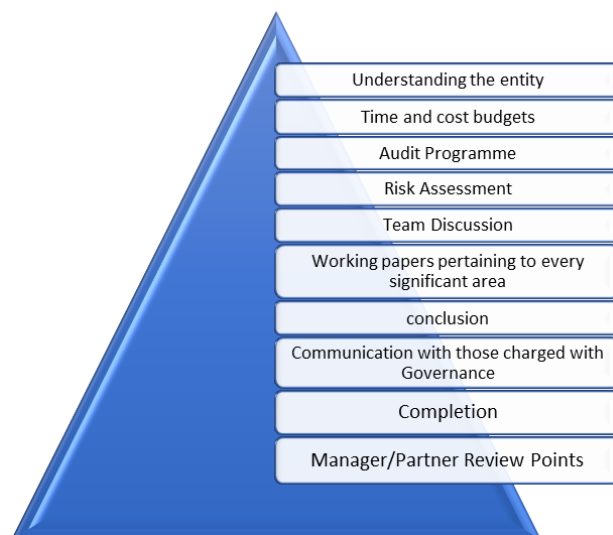 Understanding the entity
Time and cost budgets
Audit Programme
Risk Assessment
Team Discussion
Working papers pertaining to every
significant area
conclusion
Communication with those charged with
Governance
Completion
Manager/Partner Review Points